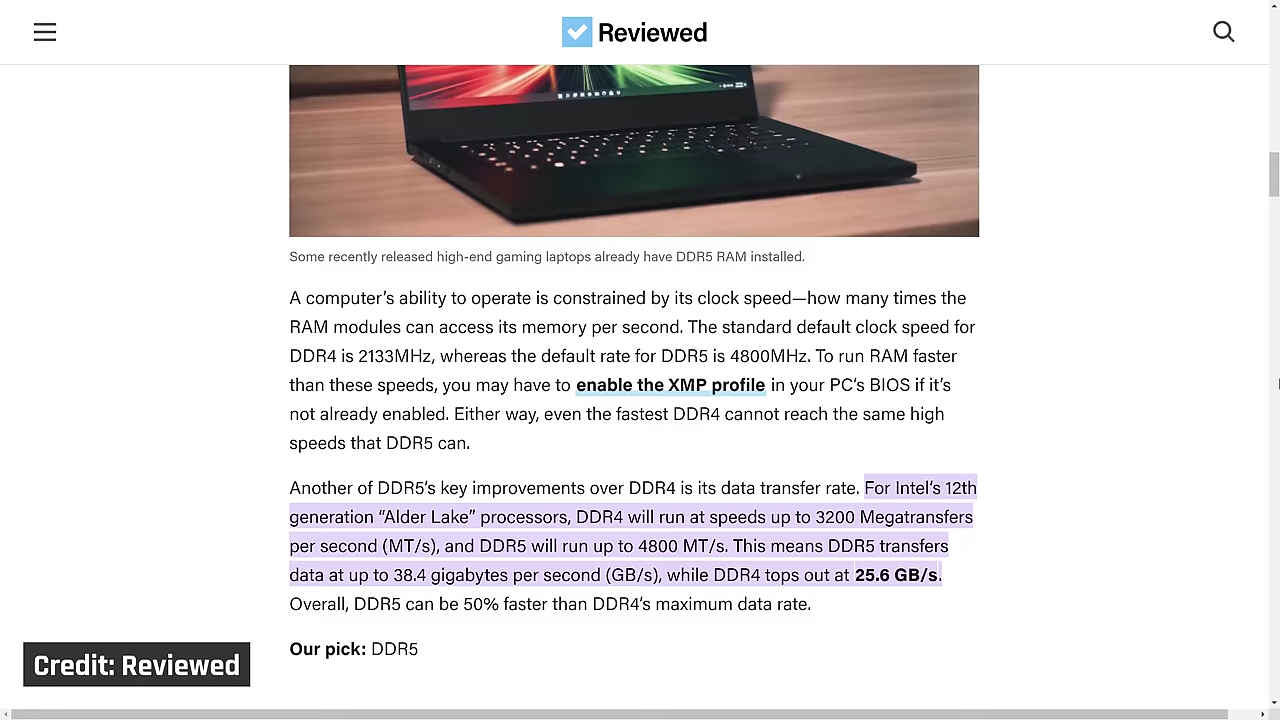 Reviewed
Some recently released high-end gaming laptops already have DDR5 RAM installed.
A computer’s ability to operate is constrained by its clock speed—how many times the
RAM modules can access its memory per second. The standard default clock speed for
DDR4 is 2133MHz, whereas the default rate for DDR5 is 4800MHz. To run RAM faster
than these speeds, you may have to enable the XMP profile in your PC’s BIOS if it’s
not already enabled. Either way, even the fastest DDR4 cannot reach the same high
speeds that DDR5 can.
Another of DDR5’s key improvements over DDR4 is its data transfer rate. For Intel’s 12th
generation “Alder Lake” processors, DDR4 will run at speeds up to 3200 Megatransfers
per second (MT/s), and DDR5 will run up to 4800 MT/s. This means DDR5 transfers
data at up to 38.4 gigabytes per second (GB/s), while DDR4 tops out at 25.6 GB/s.
Overall, DDR5 can be 50% faster than DDR4’s maximum data rate.
Our pick: DDR5
Credit: Reviewed